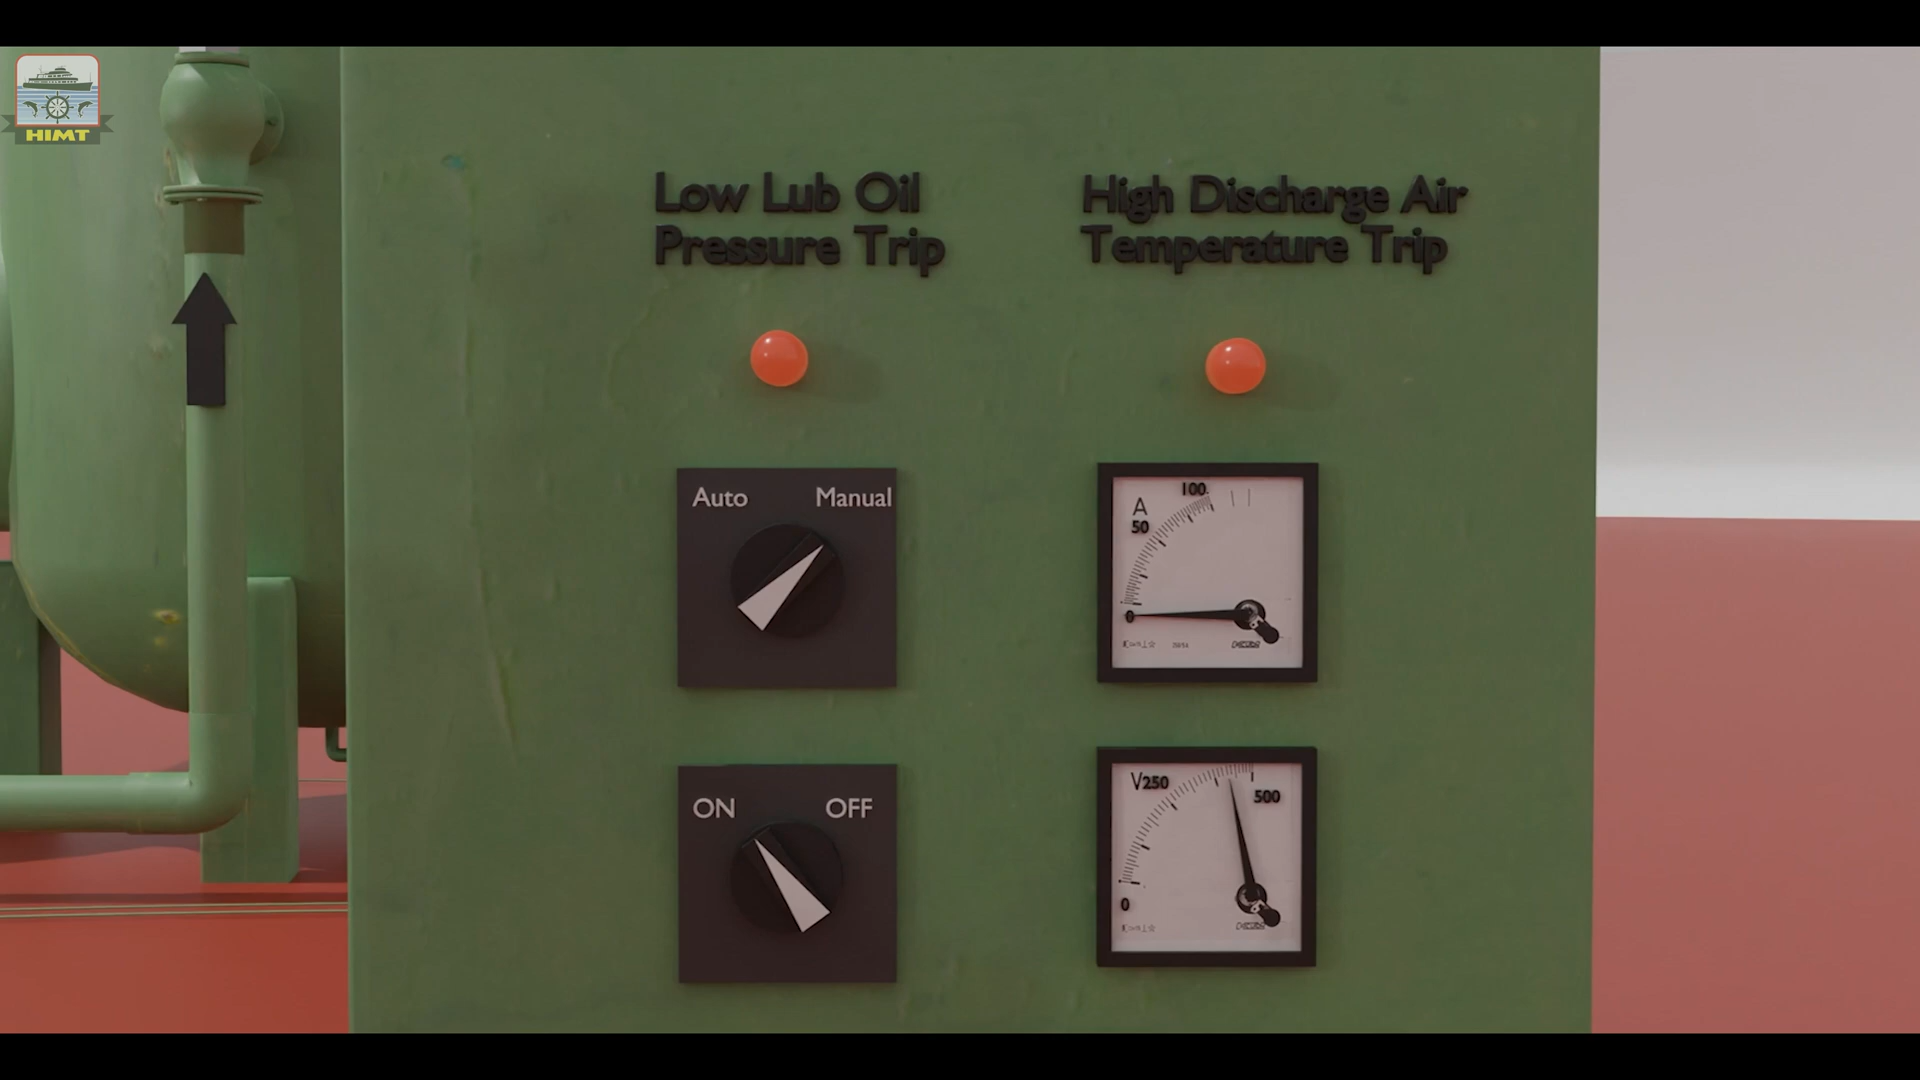 HIMT
Low Lub Oil
Pressure Trip
High Discharge Air
Temperature Trip
Auto Manual
100
A
50
0
ON OFF
V250
500
0